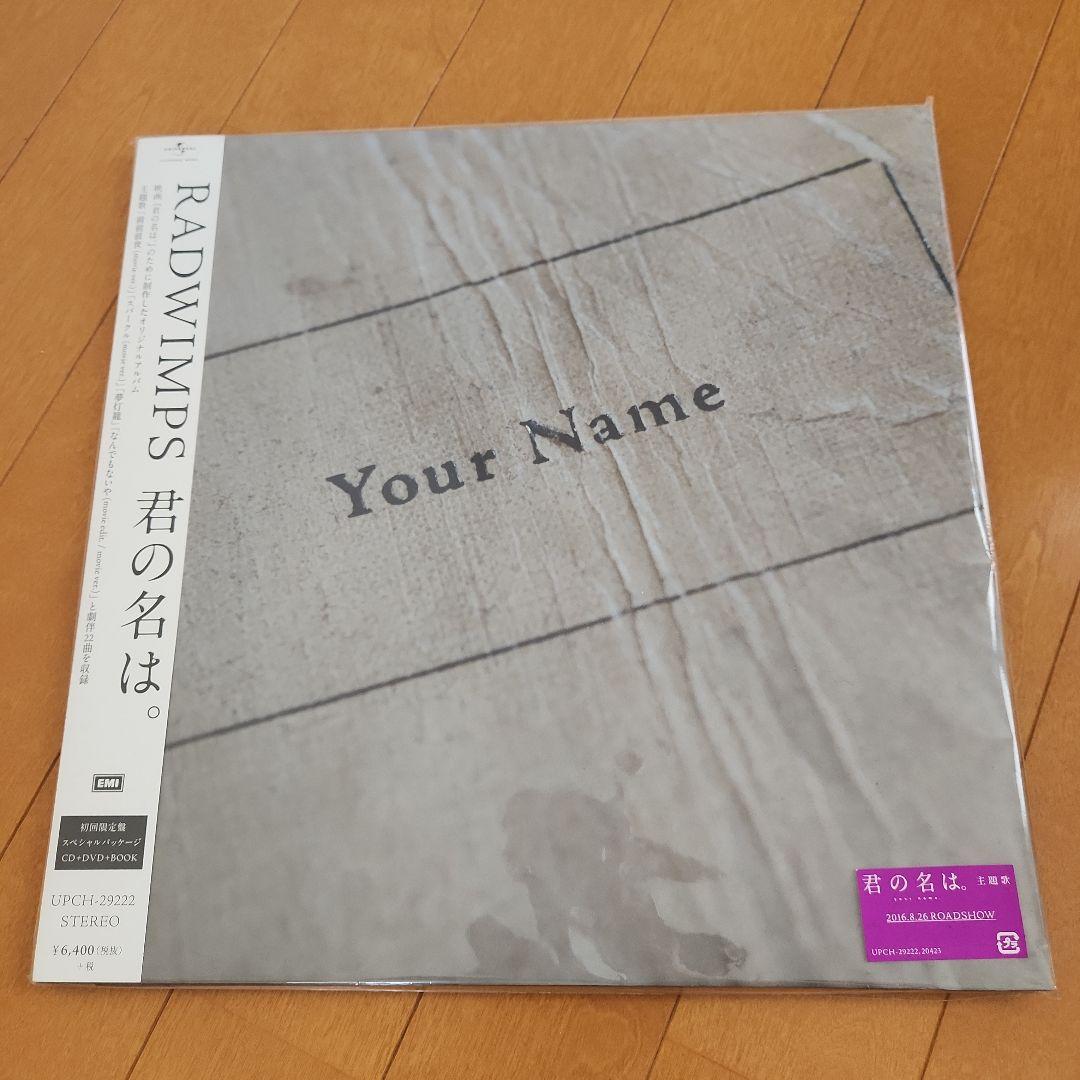 UNIVERSAL
RADWIMPS 君の名は。
映画『君の名は。』のために制作したオリジナルアルバム
主題歌「前前前世(movie ver.)」「スパークル(movie ver.)」「夢灯籠」「なんでもないや(movie edit. / movie ver.)」と劇伴22曲を収録
EMI
初回限定盤
スペシャルパッケージ
CD+DVD+BOOK
UPCH-29222
STEREO
¥6,400(税抜)
+税
Your Name
君の名は。主題歌
your name.
2016.8.26 ROADSHOW
UPCH-29222, 20423